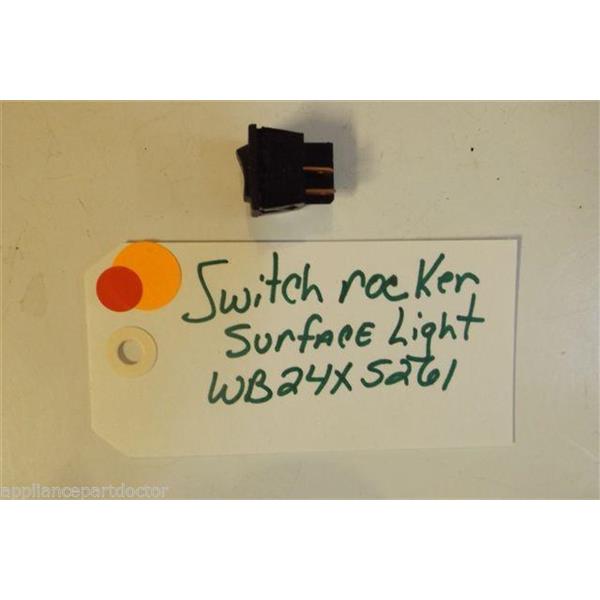 Switch rocker
Surface Light
WB24X5261
appliancepartdoctor